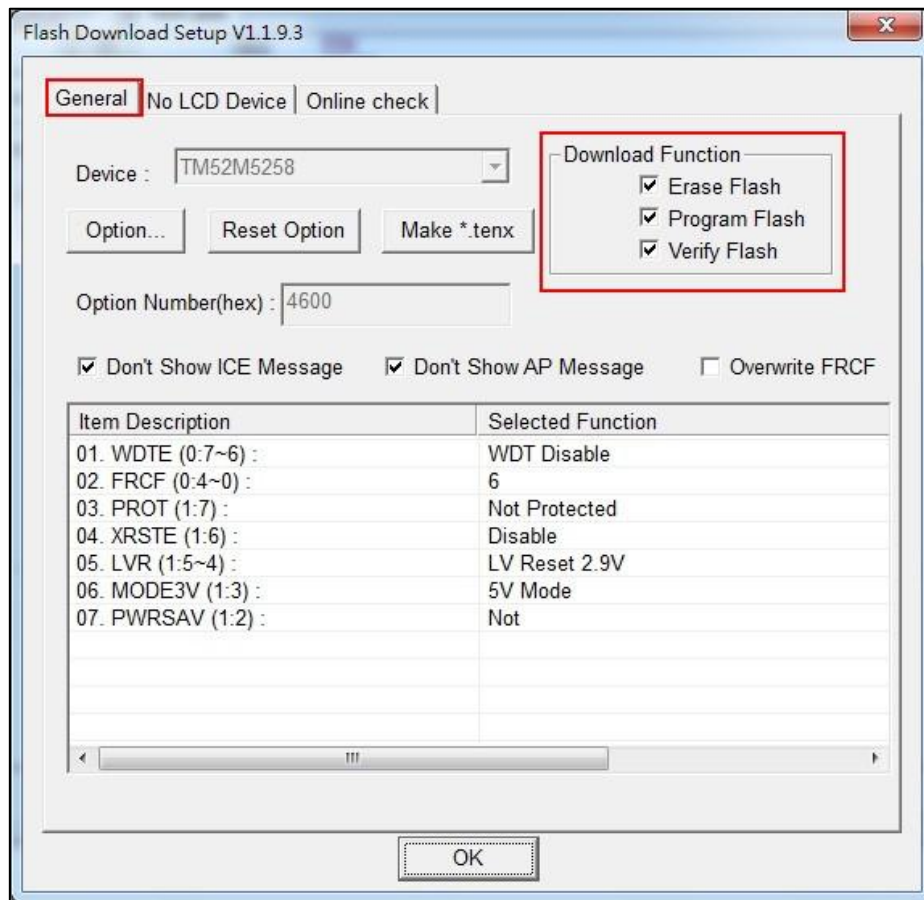 Flash Download Setup V1.1.9.3
General No LCD Device Online check
Device : TM52M5258
Download Function
Erase Flash
Program Flash
Verify Flash
Option... Reset Option Make *.tenx
Option Number(hex) : 4600
Don't Show ICE Message Don't Show AP Message Overwrite FRCF
Item Description Selected Function
01. WDTE (0:7~6) : WDT Disable
02. FRCF (0:4~0) : 6
03. PROT (1:7) : Not Protected
04. XRSTE (1:6) : Disable
05. LVR (1:5~4) : LV Reset 2.9V
06. MODE3V (1:3) : 5V Mode
07. PWRSAV (1:2) : Not
OK